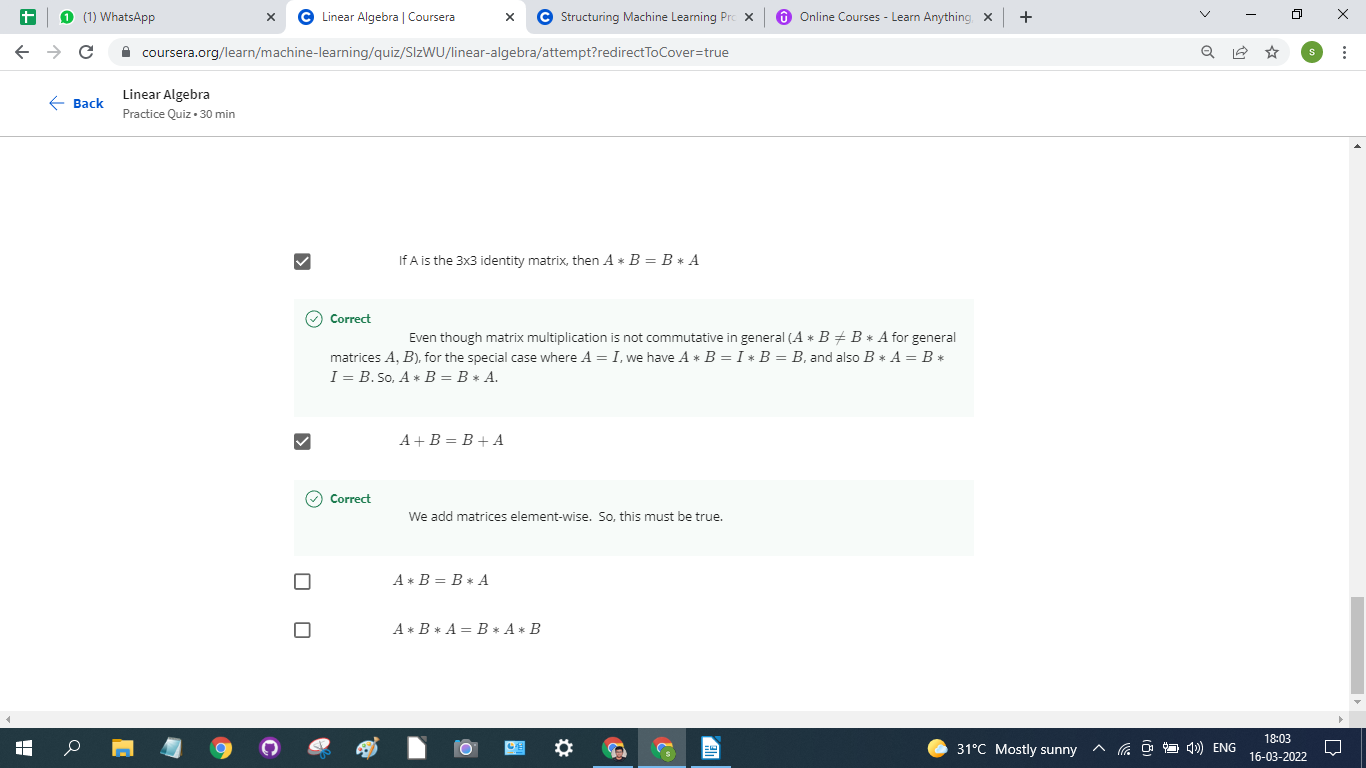 (1) WhatsApp
Linear Algebra | Coursera
Structuring Machine Learning Pr
Online Courses - Learn Anything
coursera.org/learn/machine-learning/quiz/SIzWU/linear-algebra/attempt?redirectToCover=true
S
Back
Linear Algebra
Practice Quiz • 30 min
If A is the 3x3 identity matrix, then A ∗ B = B ∗ A
Correct
Even though matrix multiplication is not commutative in general (A ∗ B ≠ B ∗ A for general
matrices A, B), for the special case where A = I, we have A ∗ B = I ∗ B = B, and also B ∗ A = B ∗
I = B. So, A ∗ B = B ∗ A.
A + B = B + A
Correct
We add matrices element-wise. So, this must be true.
A ∗ B = B ∗ A
A ∗ B ∗ A = B ∗ A ∗ B
31°C Mostly sunny
ENG
18:03
16-03-2022